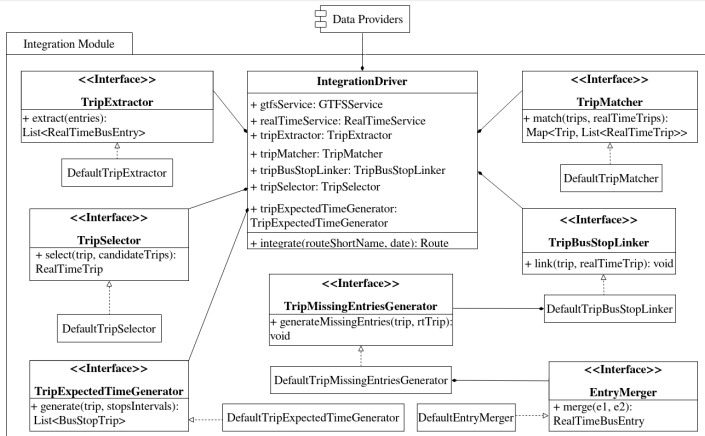 Data Providers
Integration Module
<<Interface>>
TripExtractor
+ extract(entries):
List<RealTimeBusEntry>
DefaultTripExtractor
IntegrationDriver
+ gtfsService: GTFSService
+ realTimeService: RealTimeService
+ tripExtractor: TripExtractor
+ tripMatcher: TripMatcher
+ tripBusStopLinker: TripBusStopLinker
+ tripSelector: TripSelector
+ tripExpectedTimeGenerator:
TripExpectedTimeGenerator
+ integrate(routeShortName, date): Route
<<Interface>>
TripMatcher
+ match(trips, realTimeTrips):
Map<Trip, List<RealTimeTrip>>
DefaultTripMatcher
<<Interface>>
TripSelector
+ select(trip, candidateTrips):
RealTimeTrip
DefaultTripSelector
<<Interface>>
TripBusStopLinker
+ link(trip, realTimeTrip): void
DefaultTripBusStopLinker
<<Interface>>
TripMissingEntriesGenerator
+ generateMissingEntries(trip, rtTrip):
void
DefaultTripMissingEntriesGenerator
<<Interface>>
TripExpectedTimeGenerator
+ generate(trip, stopsIntervals):
List<BusStopTrip>
DefaultTripExpectedTimeGenerator
DefaultEntryMerger
<<Interface>>
EntryMerger
+ merge(e1, e2):
RealTimeBusEntry